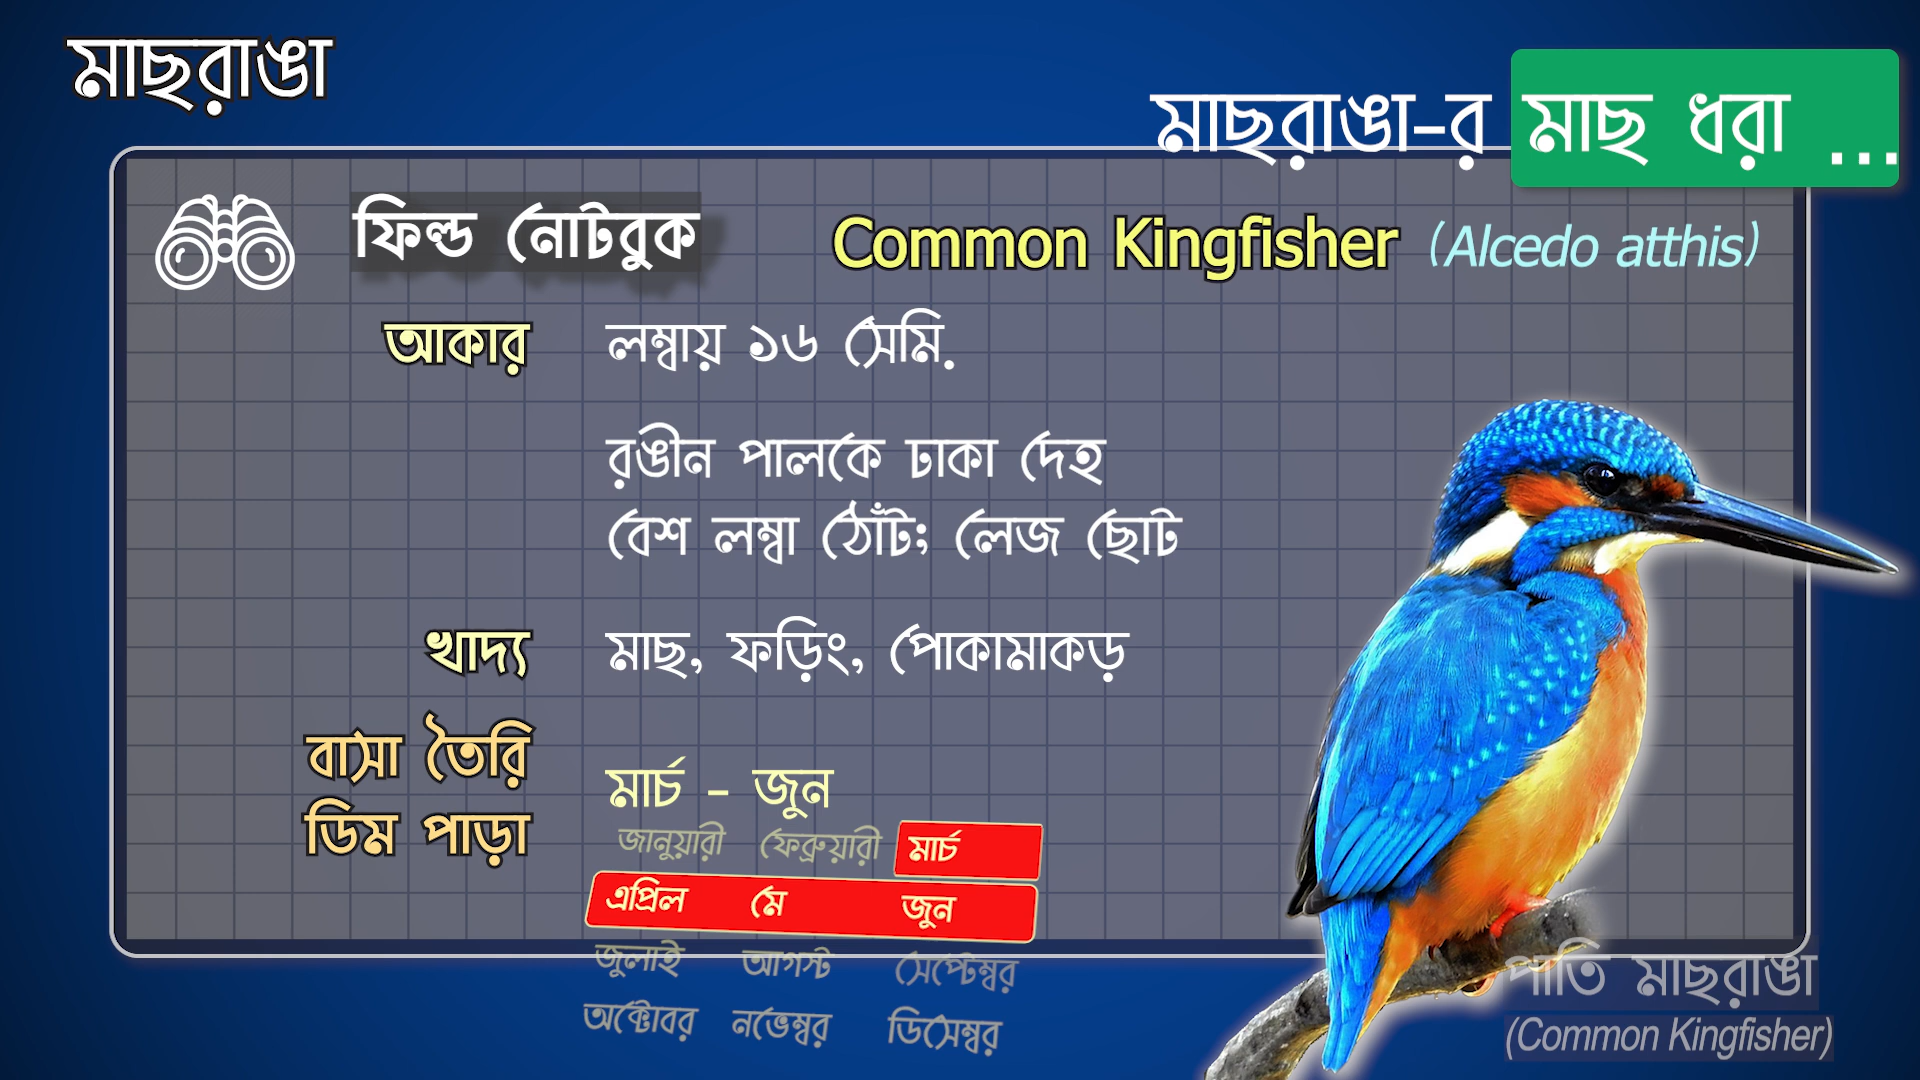 মাছরাঙা
মাছরাঙা-র মাছ ধরা ...
ফিল্ড নোটবুক
Common Kingfisher (Alcedo atthis)
আকার লম্বায় ১৬ সেমি.
রঙীন পালকে ঢাকা দেহ
বেশ লম্বা ঠোঁট; লেজ ছোট
খাদ্য মাছ, ফড়িং, পোকামাকড়
বাসা তৈরি
ডিম পাড়া
মার্চ - জুন
জানুয়ারী ফেব্রুয়ারী মার্চ
এপ্রিল মে জুন
জুলাই আগস্ট সেপ্টেম্বর
অক্টোবর নভেম্বর ডিসেম্বর
পাতি মাছরাঙা
(Common Kingfisher)